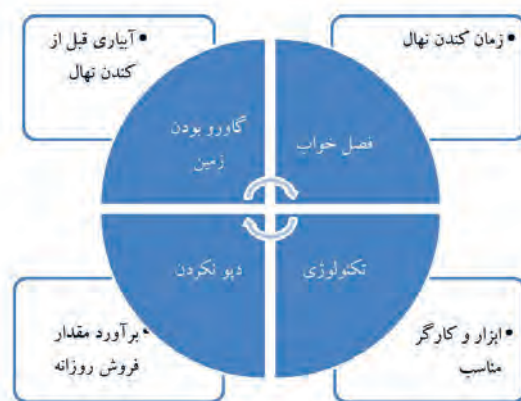 • زمان کندن نهال
• آبیاری قبل از
کندن نهال
فصل خواب
گاورو بودن
زمین
تکنولوژی
دپو نکردن
• ابزار و کارگر
مناسب
• برآورد مقدار
فروش روزانه